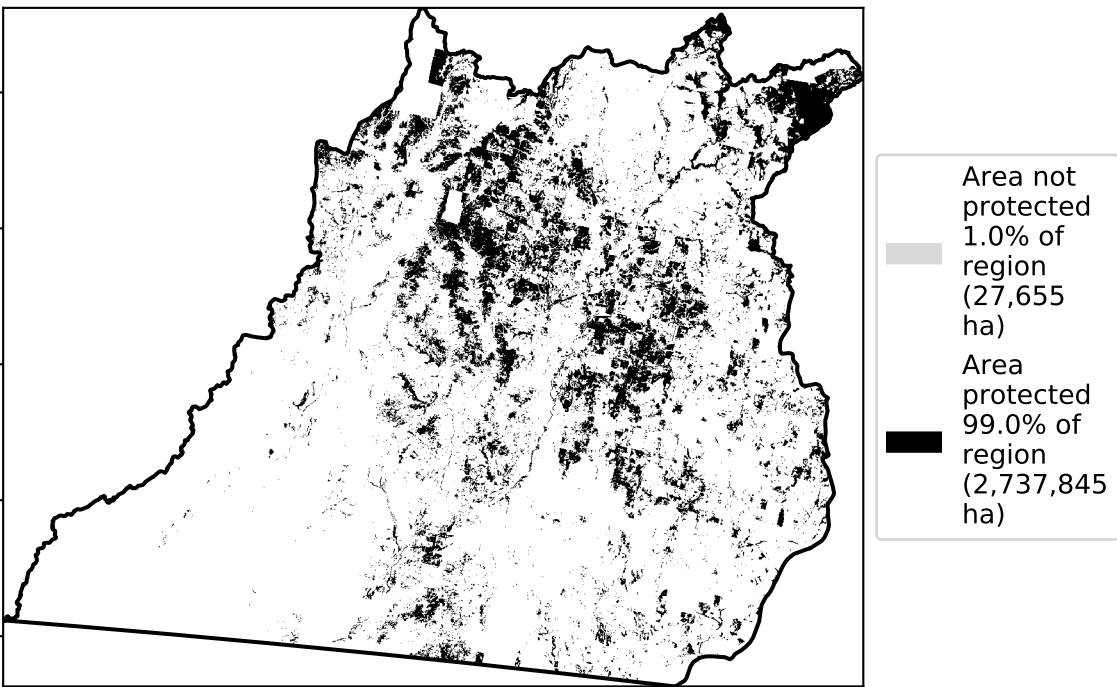 Area not
protected
1.0% of
region
(27,655
ha)
Area
protected
99.0% of
region
(2,737,845
ha)